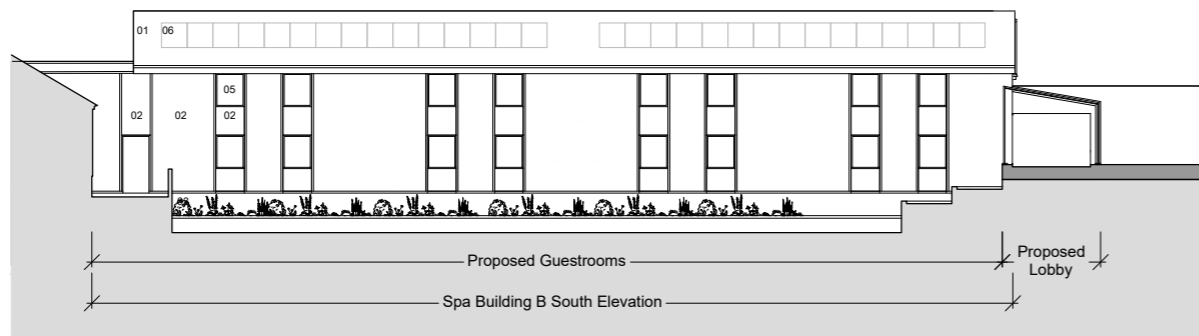 01 06
05
02 02 02
Proposed Guestrooms
Proposed
Lobby
Spa Building B South Elevation